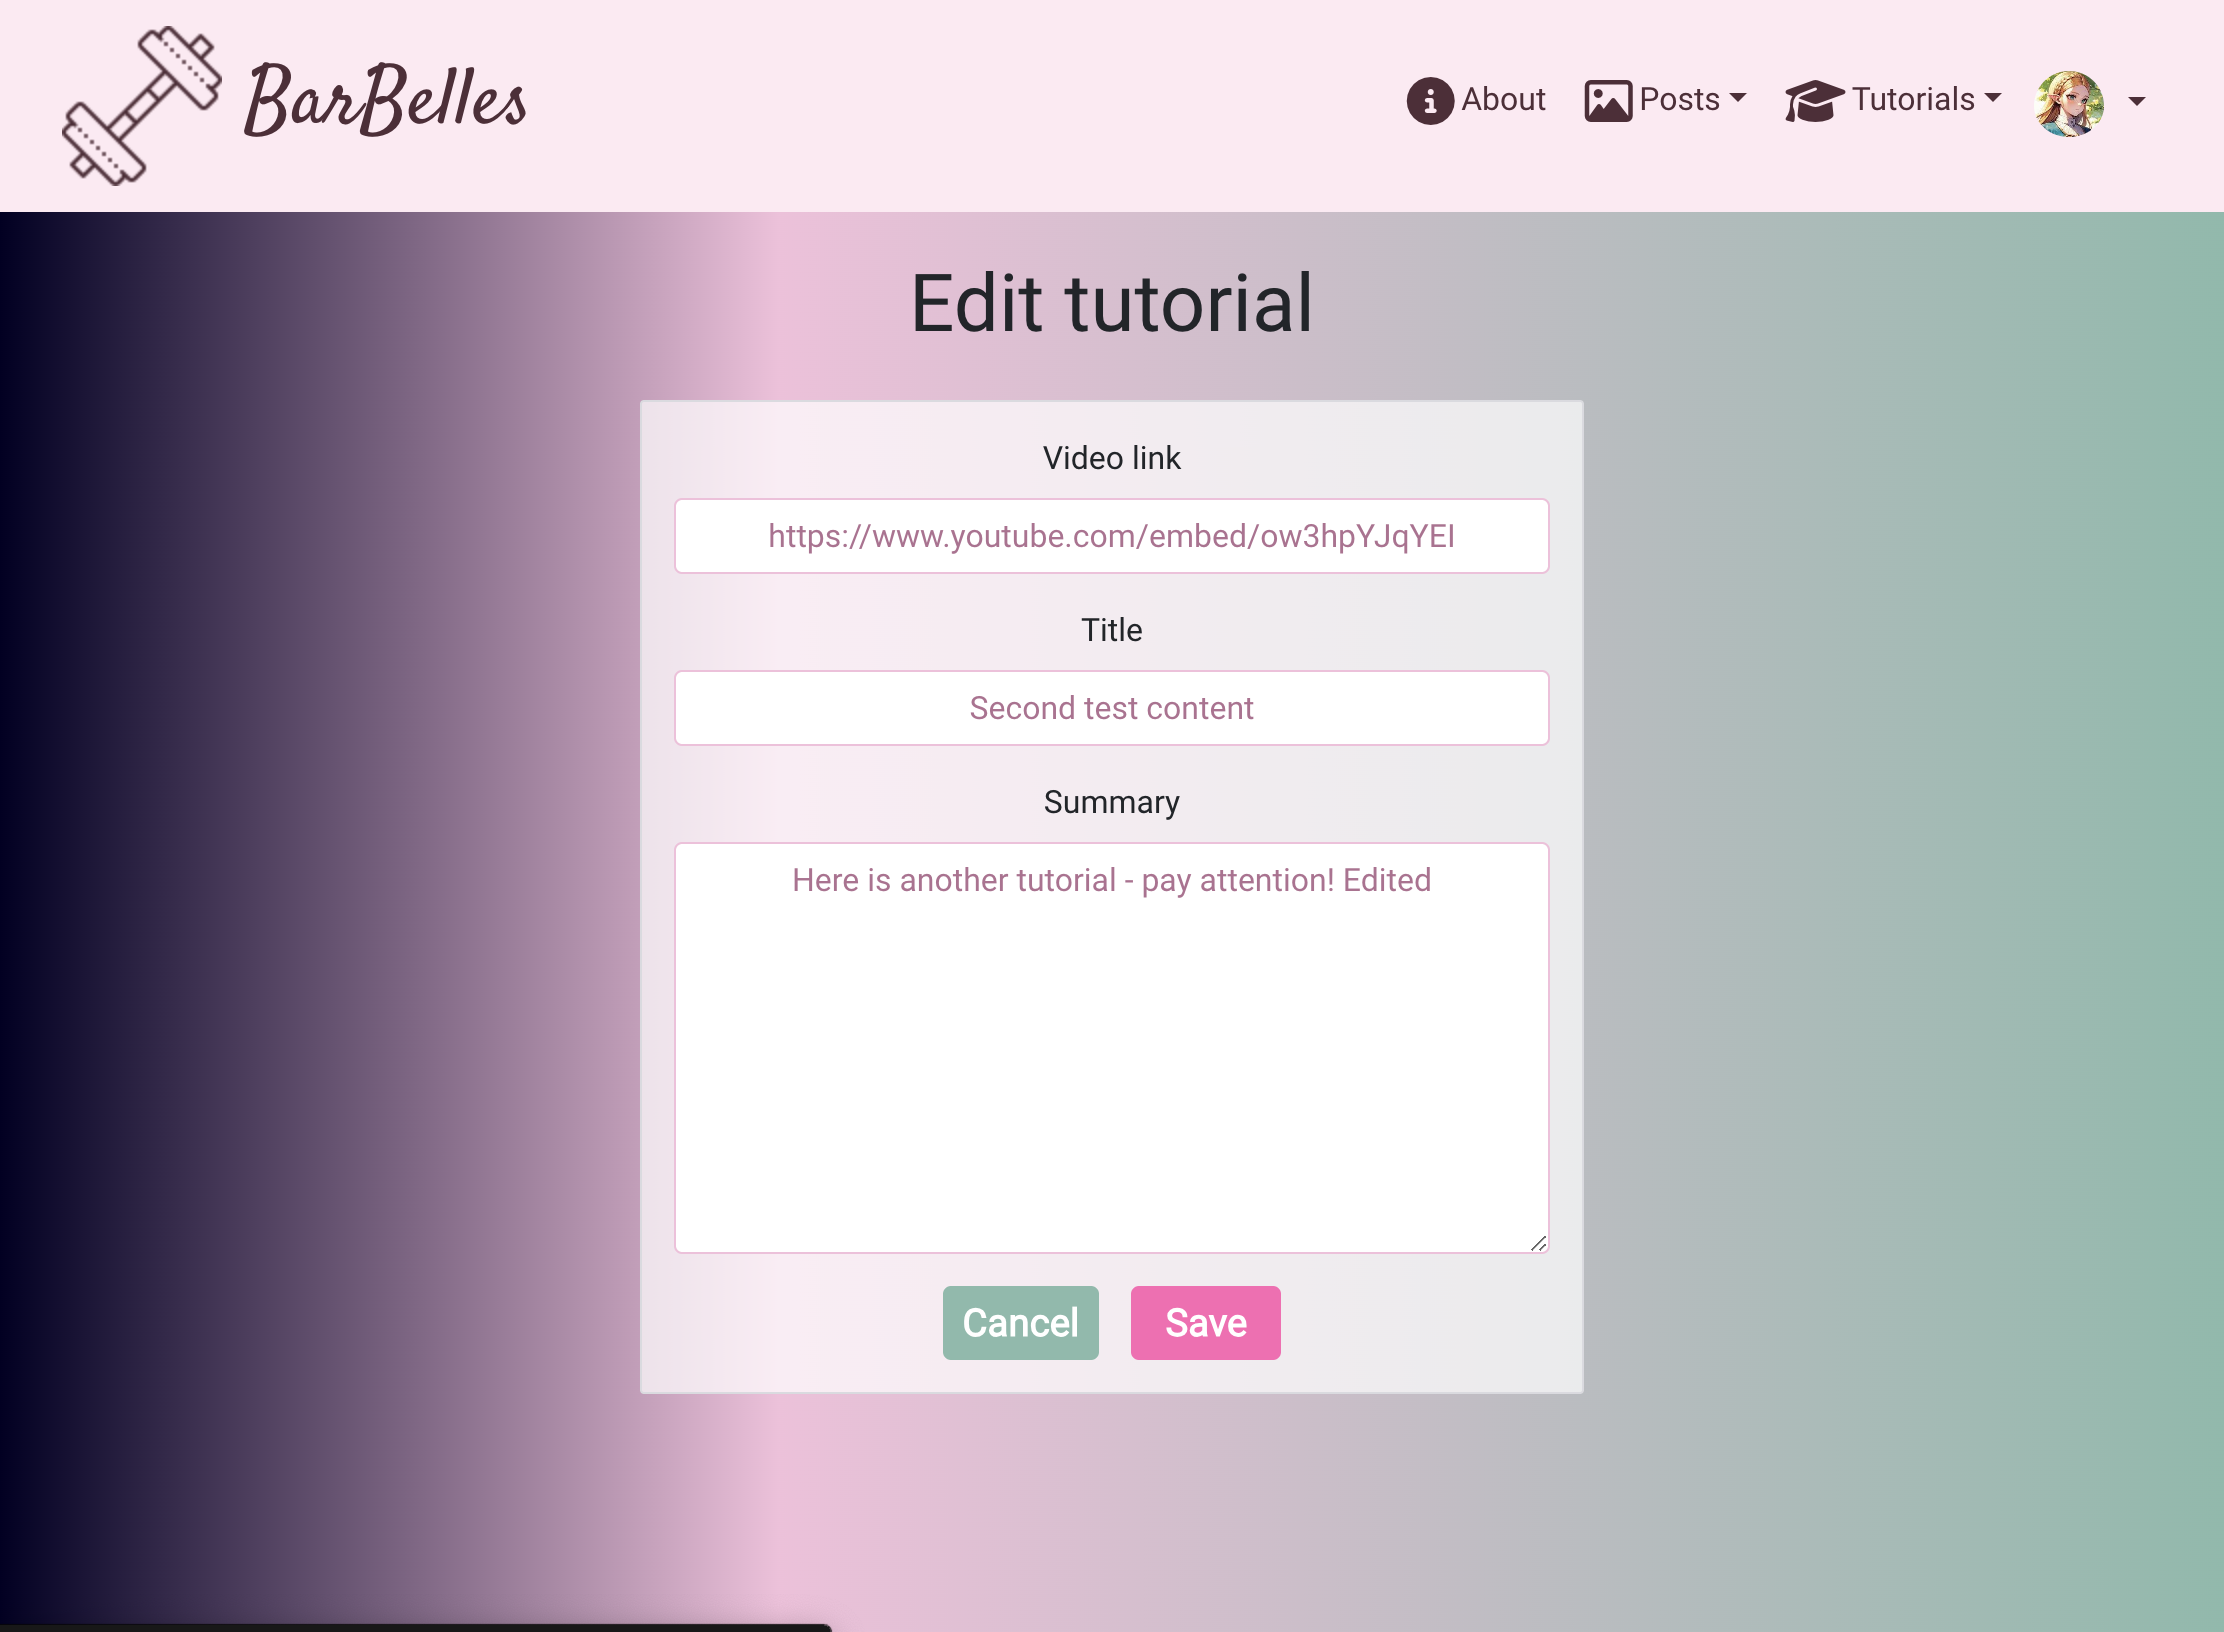 BarBelles
About Posts Tutorials
Edit tutorial
Video link
https://www.youtube.com/embed/ow3hpYJqYEI
Title
Second test content
Summary
Here is another tutorial - pay attention! Edited
Cancel Save